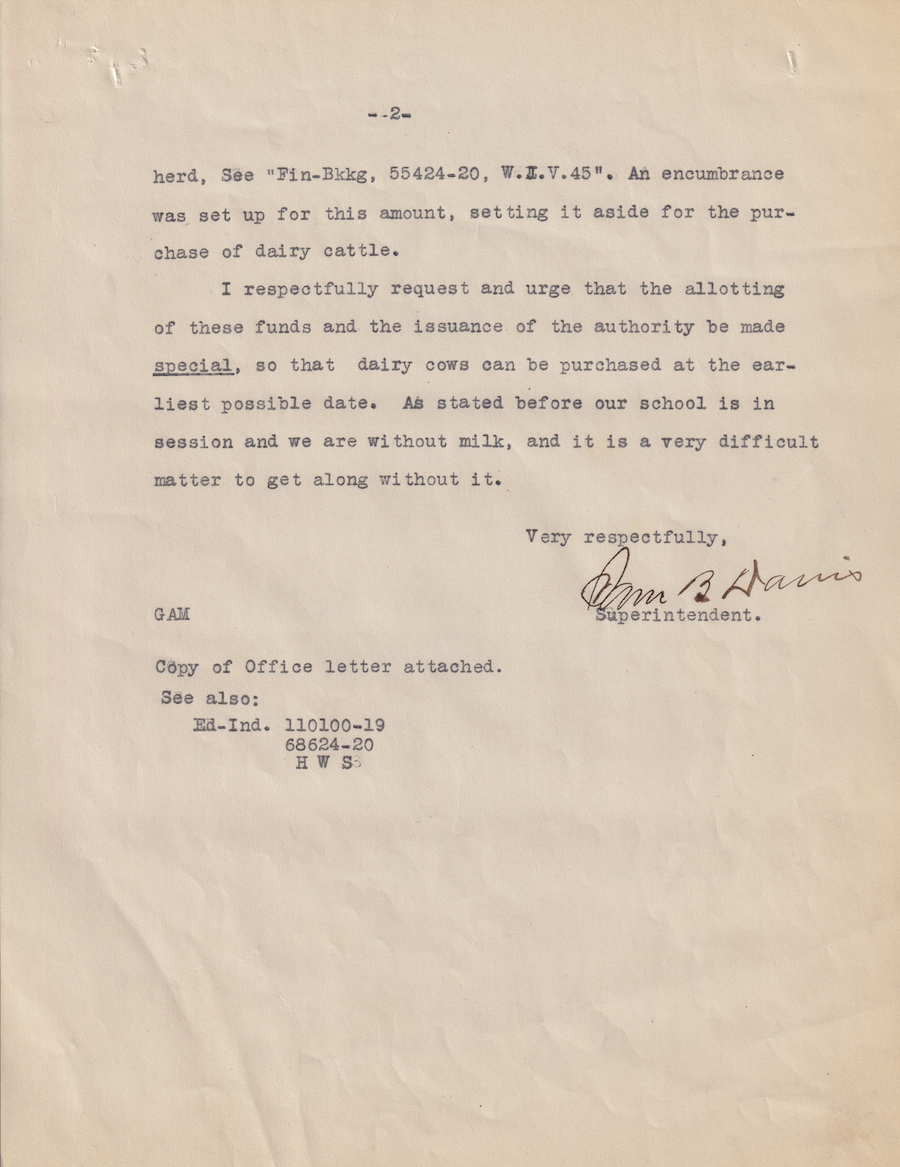 --2-
herd, See "Fin-Bkkg, 55424-20, W.I.V.45". An encumbrance
was set up for this amount, setting it aside for the pur-
chase of dairy cattle.
I respectfully request and urge that the allotting
of these funds and the issuance of the authority be made
special, so that dairy cows can be purchased at the ear-
liest possible date. As stated before our school is in
session and we are without milk, and it is a very difficult
matter to get along without it.
Very respectfully,
B Davis
Superintendent.
GAM
Copy of Office letter attached.
See also:
Ed-Ind. 110100-19
68624-20
H W S